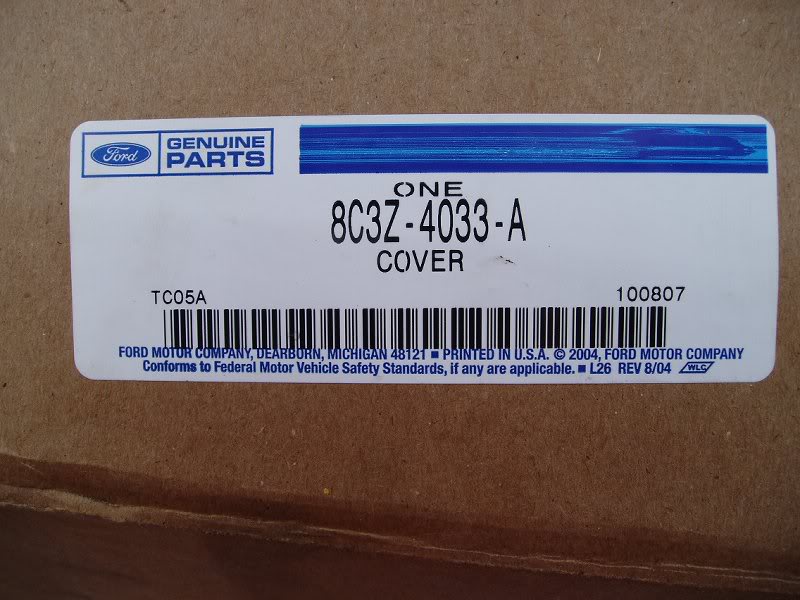 Ford GENUINE
PARTS
ONE
8C3Z-4033-A
COVER
TC05A 100807
FORD MOTOR COMPANY, DEARBORN, MICHIGAN 48121 ■ PRINTED IN U.S.A. © 2004, FORD MOTOR COMPANY
Conforms to Federal Motor Vehicle Safety Standards, if any are applicable. ■ L26 REV 8/04 WLC